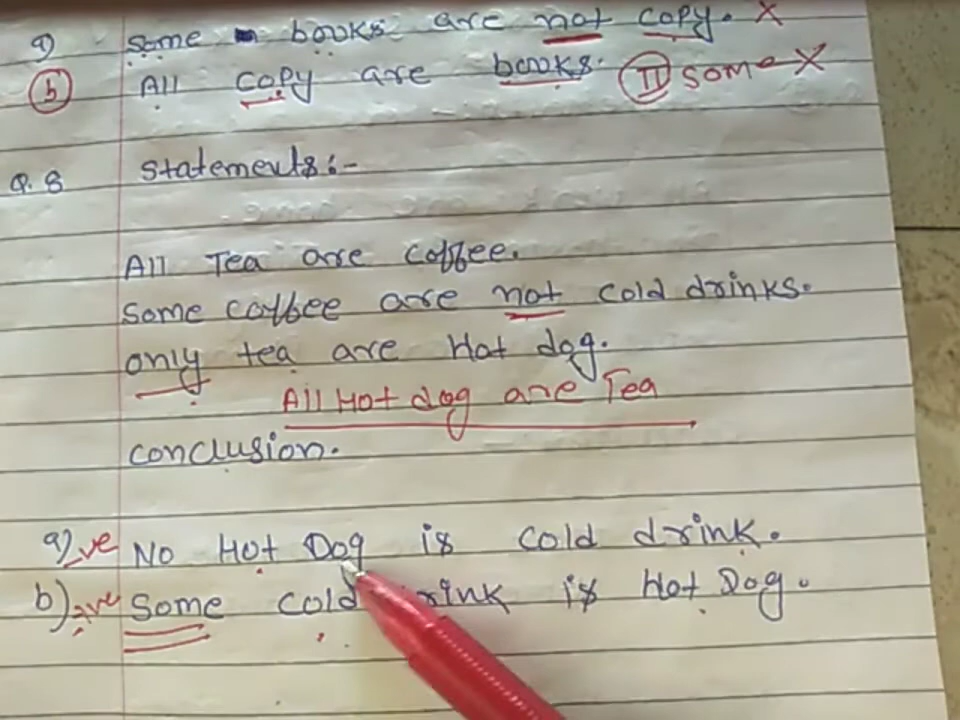 a) some books are not copy. X
b) All copy are books. II some X
Q.8 Statements:-
All Tea are coffee.
Some coffee are not cold drinks.
only tea are Hot dog.
All Hot dog are Tea
conclusion.
a) -ve No Hot Dog is cold drink.
b) +ve Some cold drink is Hot Dog.